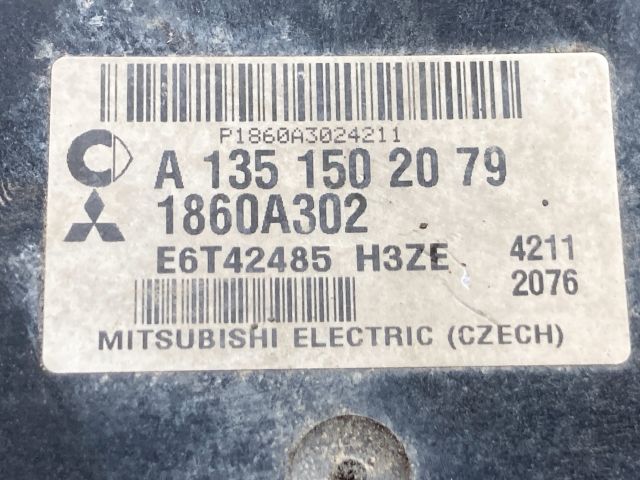 P1860A3024211
A 135 150 20 79
1860A302
E6T42485 H3ZE 4211
2076
MITSUBISHI ELECTRIC (CZECH)